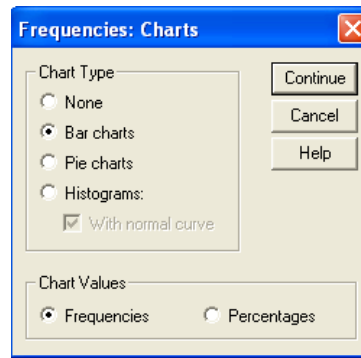 Frequencies: Charts
Chart Type
None
Bar charts
Pie charts
Histograms:
With normal curve
Continue
Cancel
Help
Chart Values
Frequencies
Percentages